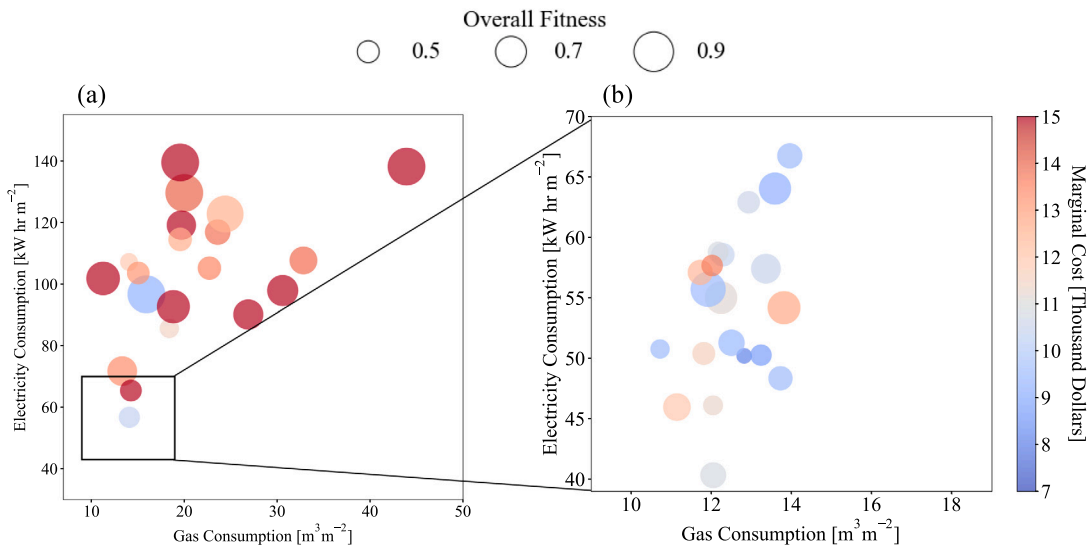 Overall Fitness
0.5 0.7 0.9
(a)
Electricity Consumption [kW hr m⁻²]
140
120
100
80
60
40
10 20 30 40 50
Gas Consumption [m³m⁻²]
(b)
Electricity Consumption [kW hr m⁻²]
70
65
60
55
50
45
40
10 12 14 16 18
Gas Consumption [m³m⁻²]
15
14
13
12
11
10
9
8
7
Marginal Cost [Thousand Dollars]